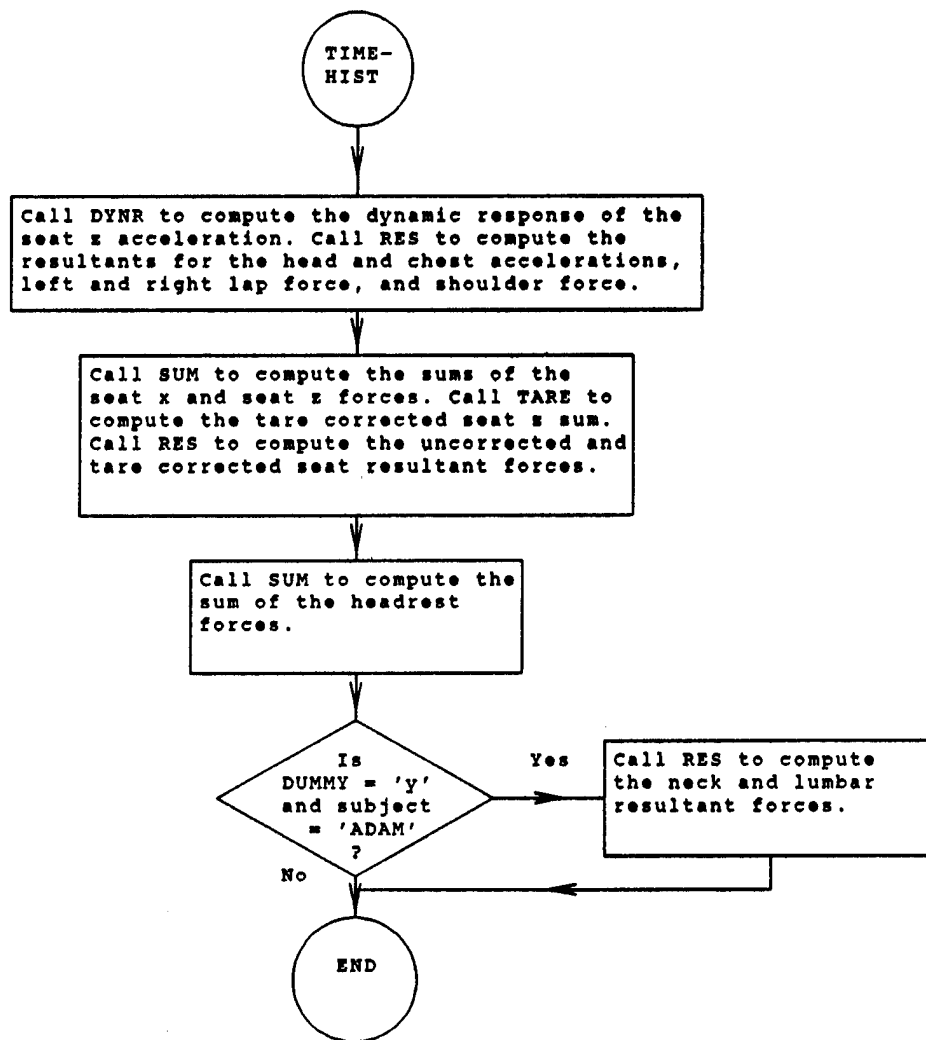 TIME-
HIST
Call DYNR to compute the dynamic response of the
seat z acceleration. Call RES to compute the
resultants for the head and chest accelerations,
left and right lap force, and shoulder force.
Call SUM to compute the sums of the
seat x and seat z forces. Call TARE to
compute the tare corrected seat z sum.
Call RES to compute the uncorrected and
tare corrected seat resultant forces.
Call SUM to compute the
sum of the headrest
forces.
Is
DUMMY = 'y'
and subject
= 'ADAM'
?
Yes
Call RES to compute
the neck and lumbar
resultant forces.
No
END